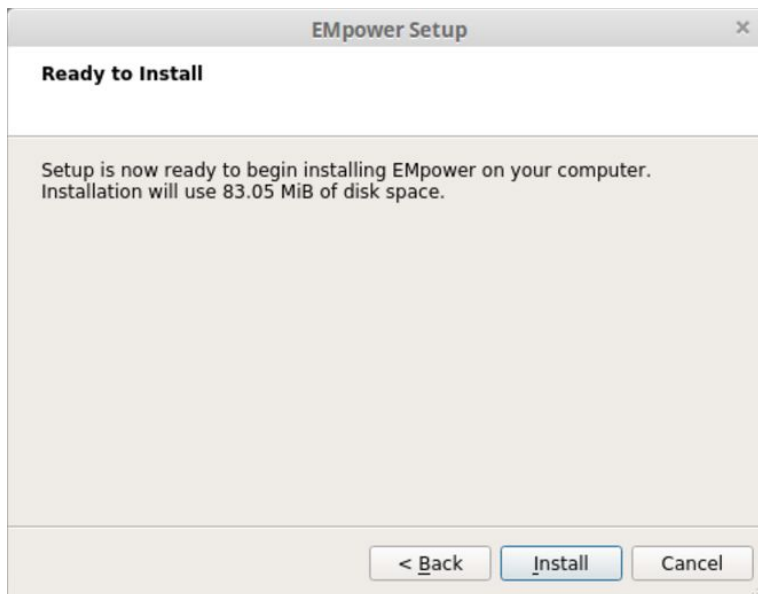 EMpower Setup
Ready to Install
Setup is now ready to begin installing EMpower on your computer.
Installation will use 83.05 MiB of disk space.
< Back Install Cancel